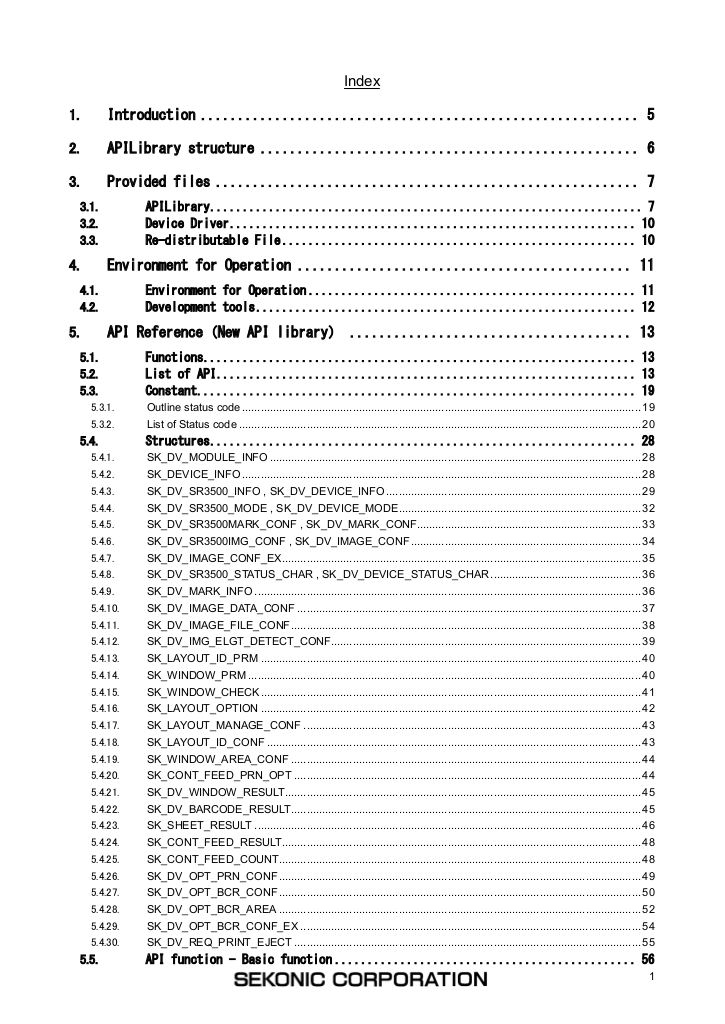 Index
1. Introduction ........................................................... 5
2. APILibrary structure ................................................... 6
3. Provided files ......................................................... 7
3.1. APILibrary................................................................ 7
3.2. Device Driver............................................................. 10
3.3. Re-distributable File..................................................... 10
4. Environment for Operation ............................................. 11
4.1. Environment for Operation................................................. 11
4.2. Development tools......................................................... 12
5. API Reference (New API library) ...................................... 13
5.1. Functions................................................................. 13
5.2. List of API............................................................... 13
5.3. Constant.................................................................. 19
5.3.1. Outline status code ....................................................19
5.3.2. List of Status code ....................................................20
5.4. Structures................................................................ 28
5.4.1. SK_DV_MODULE_INFO ....................................................28
5.4.2. SK_DEVICE_INFO ....................................................28
5.4.3. SK_DV_SR3500_INFO , SK_DV_DEVICE_INFO ....................................................29
5.4.4. SK_DV_SR3500_MODE , SK_DV_DEVICE_MODE....................................................32
5.4.5. SK_DV_SR3500MARK_CONF , SK_DV_MARK_CONF....................................................33
5.4.6. SK_DV_SR3500IMG_CONF , SK_DV_IMAGE_CONF ....................................................34
5.4.7. SK_DV_IMAGE_CONF_EX....................................................35
5.4.8. SK_DV_SR3500_STATUS_CHAR , SK_DV_DEVICE_STATUS_CHAR....................................................36
5.4.9. SK_DV_MARK_INFO ....................................................36
5.4.10. SK_DV_IMAGE_DATA_CONF ....................................................37
5.4.11. SK_DV_IMAGE_FILE_CONF....................................................38
5.4.12. SK_DV_IMG_ELGT_DETECT_CONF....................................................39
5.4.13. SK_LAYOUT_ID_PRM ....................................................40
5.4.14. SK_WINDOW_PRM ....................................................40
5.4.15. SK_WINDOW_CHECK ....................................................41
5.4.16. SK_LAYOUT_OPTION ....................................................42
5.4.17. SK_LAYOUT_MANAGE_CONF ....................................................43
5.4.18. SK_LAYOUT_ID_CONF ....................................................43
5.4.19. SK_WINDOW_AREA_CONF ....................................................44
5.4.20. SK_CONT_FEED_PRN_OPT ....................................................44
5.4.21. SK_DV_WINDOW_RESULT....................................................45
5.4.22. SK_DV_BARCODE_RESULT....................................................45
5.4.23. SK_SHEET_RESULT ....................................................46
5.4.24. SK_CONT_FEED_RESULT....................................................48
5.4.25. SK_CONT_FEED_COUNT....................................................48
5.4.26. SK_DV_OPT_PRN_CONF ....................................................49
5.4.27. SK_DV_OPT_BCR_CONF ....................................................50
5.4.28. SK_DV_OPT_BCR_AREA ....................................................52
5.4.29. SK_DV_OPT_BCR_CONF_EX ....................................................54
5.4.30. SK_DV_REQ_PRINT_EJECT ....................................................55
5.5. API function - Basic function............................................. 56
SEKONIC CORPORATION
1